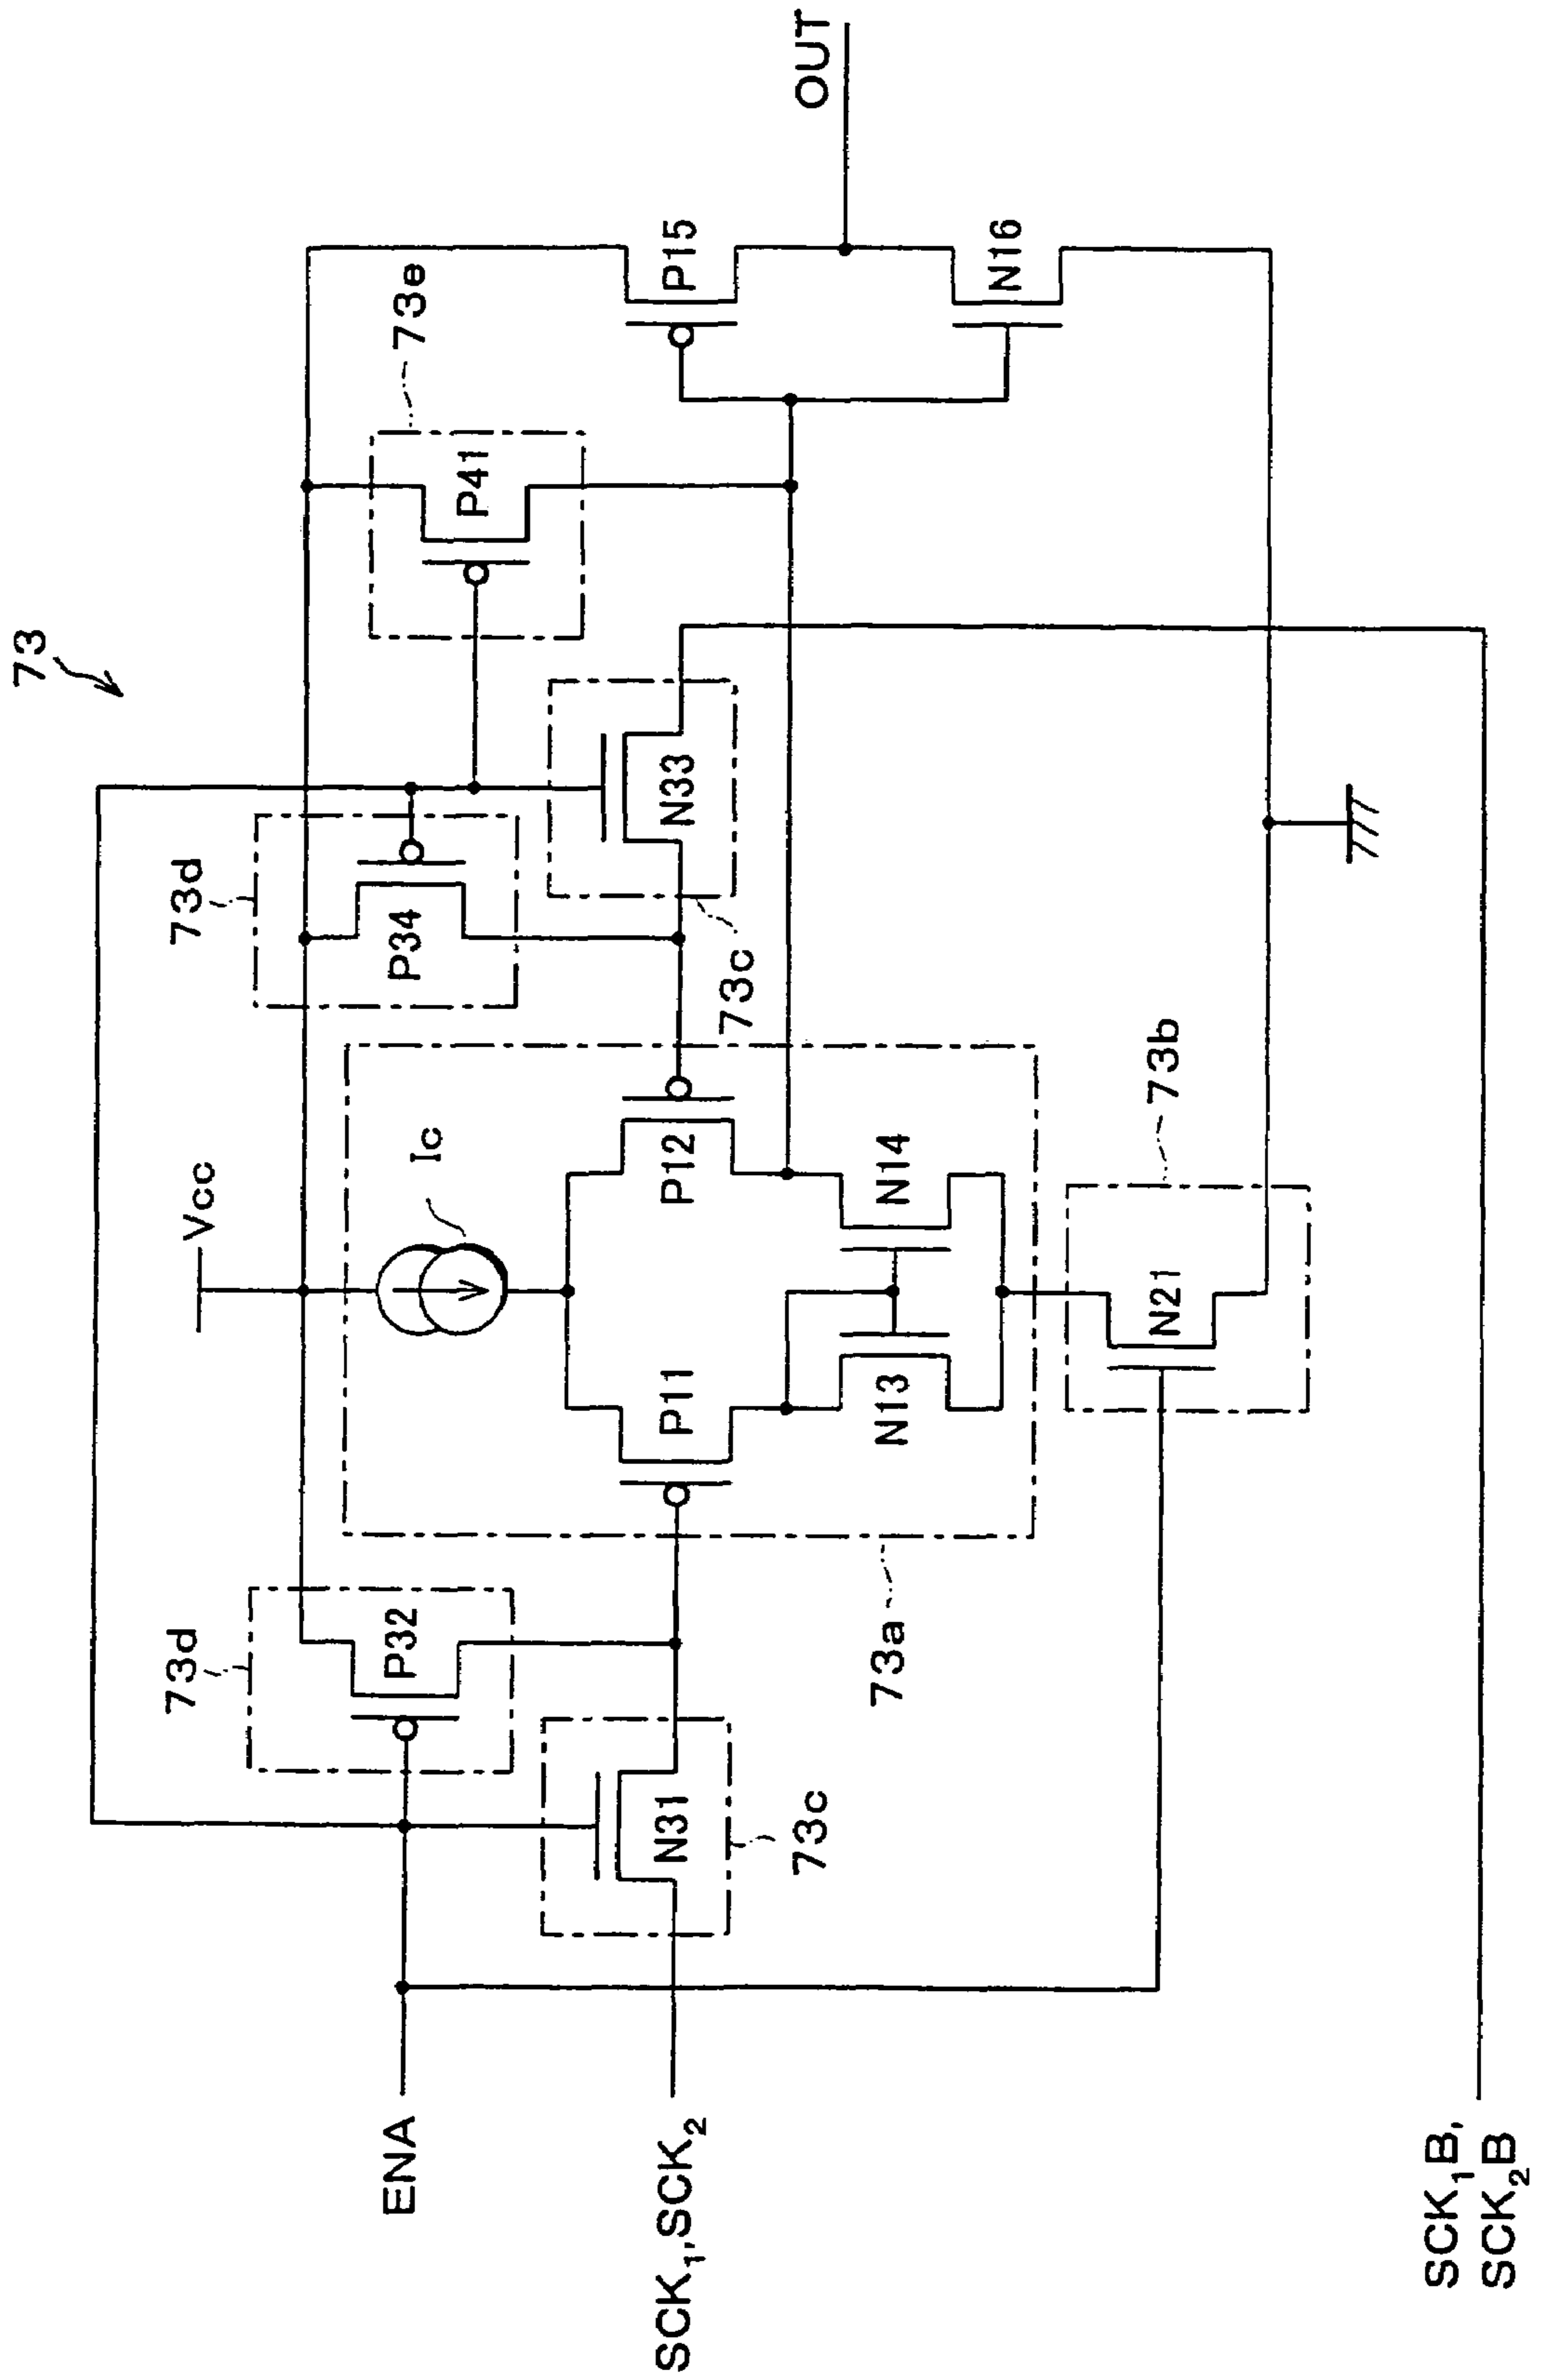 73
Vcc
73d
73d
73e
ENA
P32
Ic
P34
P41
N31
P11
P12
N33
P15
OUT
SCK₁,SCK₂
73c
73c
73a
N13
N14
N16
N21
73b
SCK₁B,
SCK₂B